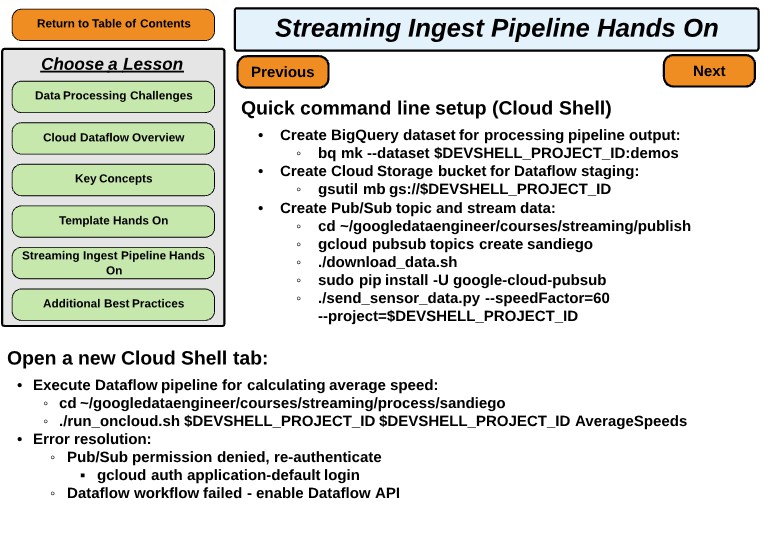 Return to Table of Contents
Choose a Lesson
Data Processing Challenges
Cloud Dataflow Overview
Key Concepts
Template Hands On
Streaming Ingest Pipeline Hands
On
Additional Best Practices
Streaming Ingest Pipeline Hands On
Previous
Next
Quick command line setup (Cloud Shell)
• Create BigQuery dataset for processing pipeline output:
◦ bq mk --dataset $DEVSHELL_PROJECT_ID:demos
• Create Cloud Storage bucket for Dataflow staging:
◦ gsutil mb gs://$DEVSHELL_PROJECT_ID
• Create Pub/Sub topic and stream data:
◦ cd ~/googledataengineer/courses/streaming/publish
◦ gcloud pubsub topics create sandiego
◦ ./download_data.sh
◦ sudo pip install -U google-cloud-pubsub
◦ ./send_sensor_data.py --speedFactor=60
--project=$DEVSHELL_PROJECT_ID
Open a new Cloud Shell tab:
• Execute Dataflow pipeline for calculating average speed:
◦ cd ~/googledataengineer/courses/streaming/process/sandiego
◦ ./run_oncloud.sh $DEVSHELL_PROJECT_ID $DEVSHELL_PROJECT_ID AverageSpeeds
• Error resolution:
◦ Pub/Sub permission denied, re-authenticate
▪ gcloud auth application-default login
◦ Dataflow workflow failed - enable Dataflow API